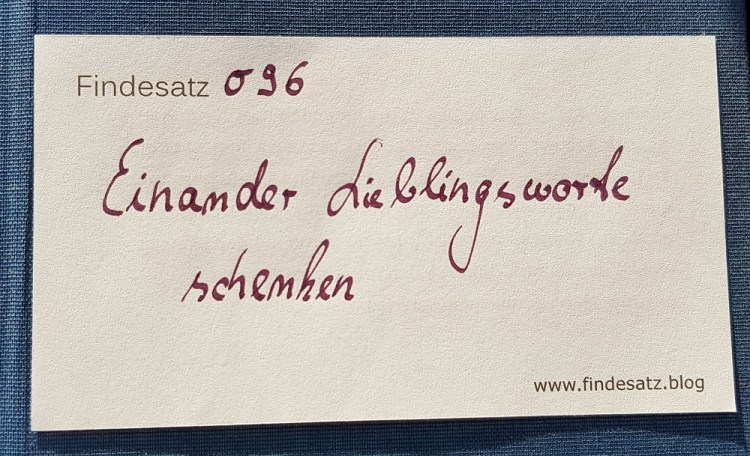 Findesatz 096
Einander Lieblingsworte
schenken
www.findesatz.blog